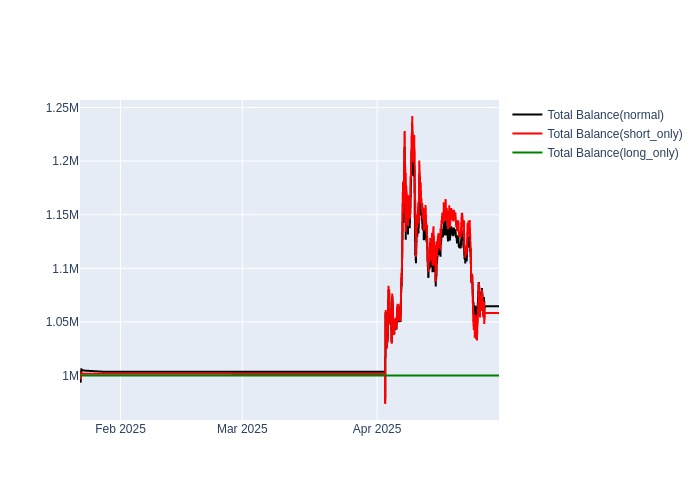 1.25M
1.2M
1.15M
1.1M
1.05M
1M
Feb 2025
Mar 2025
Apr 2025
Total Balance(normal)
Total Balance(short_only)
Total Balance(long_only)